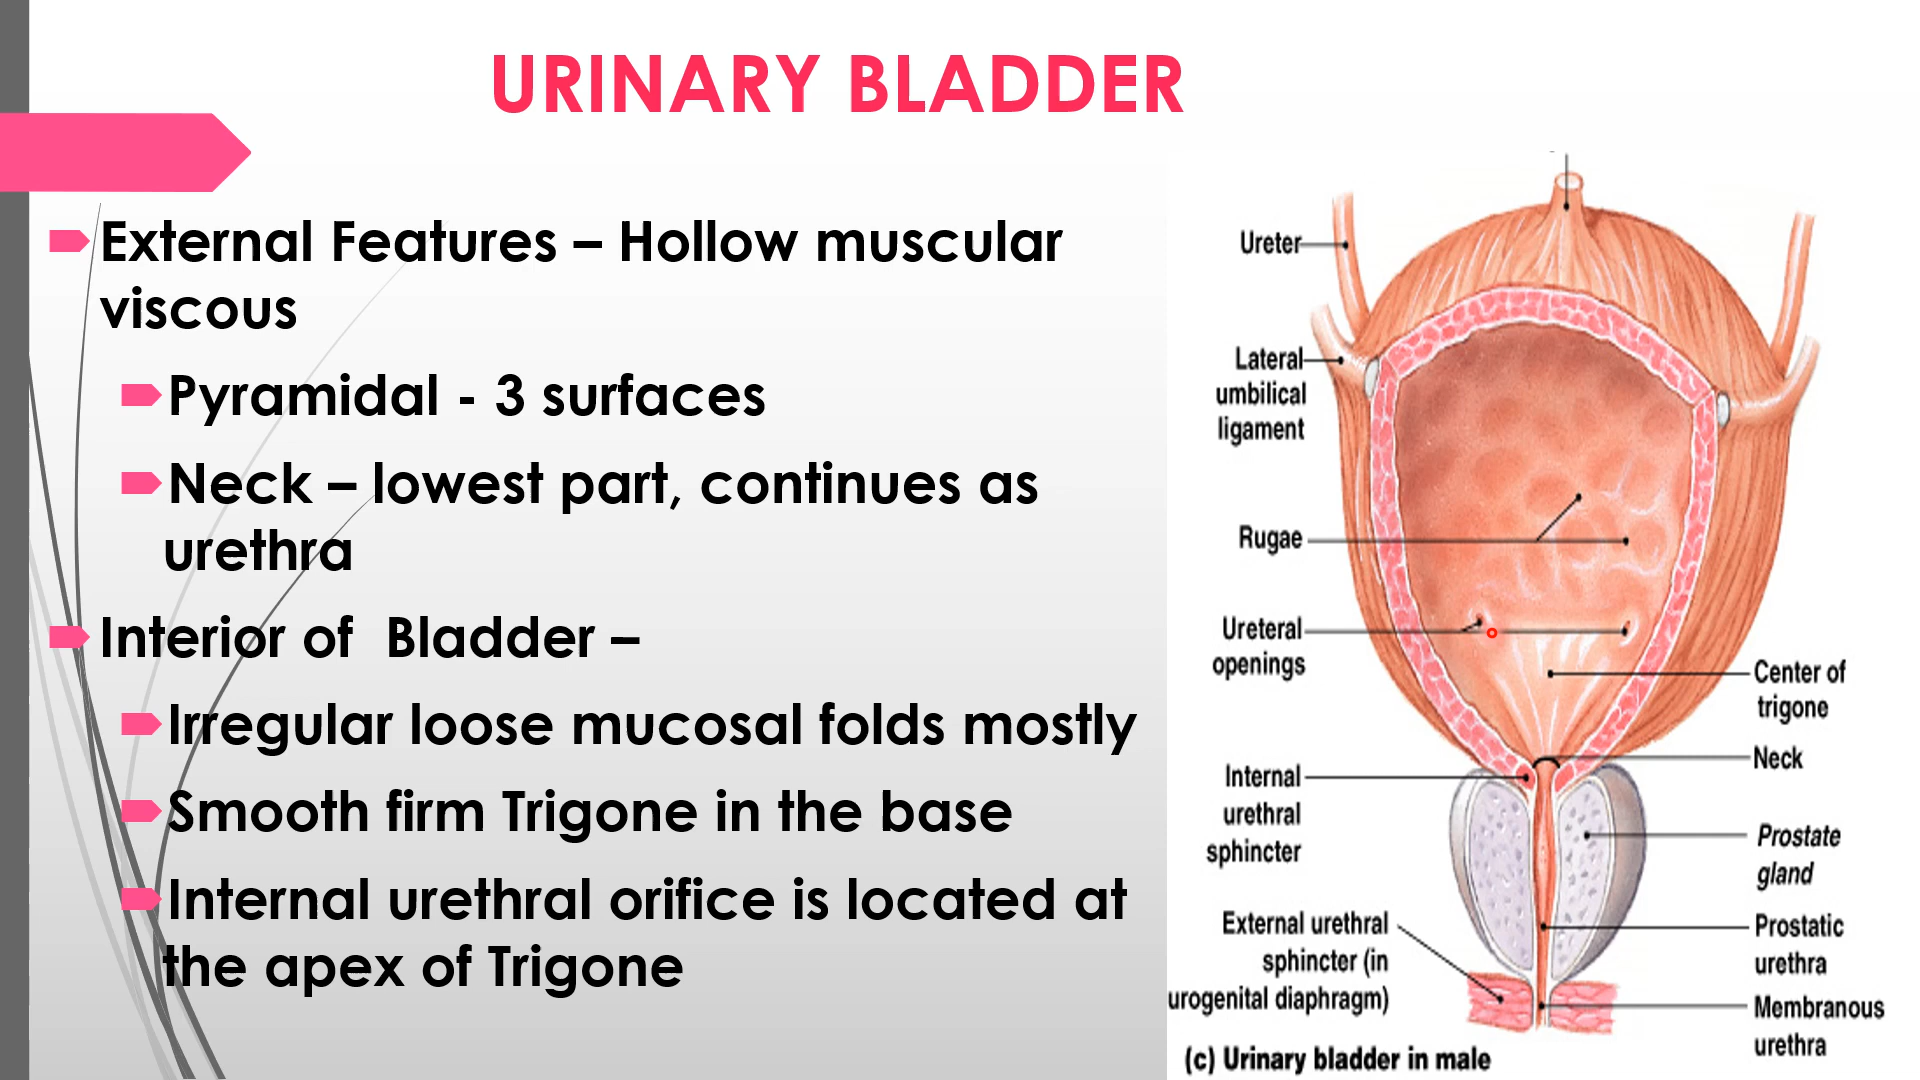 URINARY BLADDER
External Features – Hollow muscular
viscous
Pyramidal - 3 surfaces
Neck – lowest part, continues as
urethra
Interior of Bladder –
Irregular loose mucosal folds mostly
Smooth firm Trigone in the base
Internal urethral orifice is located at
the apex of Trigone
Ureter
Lateral
umbilical
ligament
Rugae
Ureteral
openings
Center of
trigone
Neck
Internal
urethral
sphincter
Prostate
gland
External urethral
sphincter (in
urogenital diaphragm)
Prostatic
urethra
Membranous
urethra
(c) Urinary bladder in male